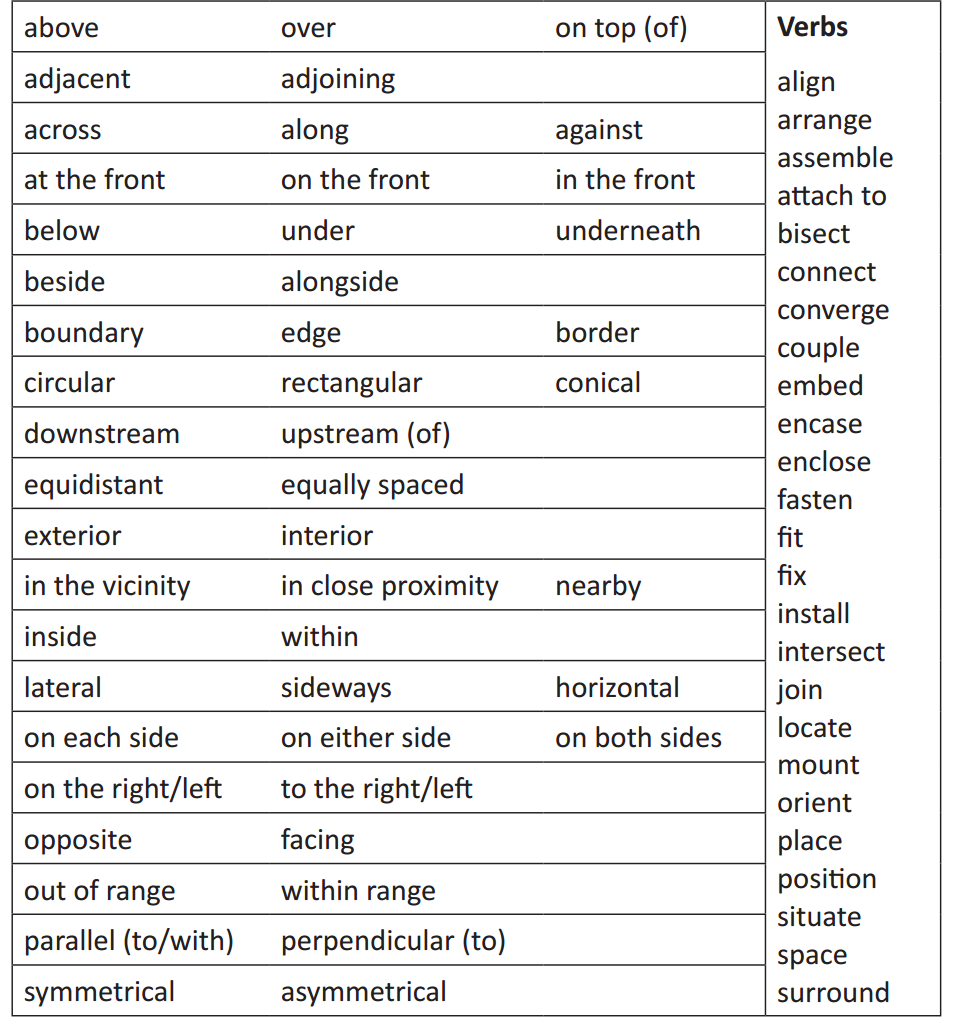 above over on top (of)
adjacent adjoining
across along against
at the front on the front in the front
below under underneath
beside alongside
boundary edge border
circular rectangular conical
downstream upstream (of)
equidistant equally spaced
exterior interior
in the vicinity in close proximity nearby
inside within
lateral sideways horizontal
on each side on either side on both sides
on the right/left to the right/left
opposite facing
out of range within range
parallel (to/with) perpendicular (to)
symmetrical asymmetrical
Verbs
align
arrange
assemble
attach to
bisect
connect
converge
couple
embed
encase
enclose
fasten
fit
fix
install
intersect
join
locate
mount
orient
place
position
situate
space
surround